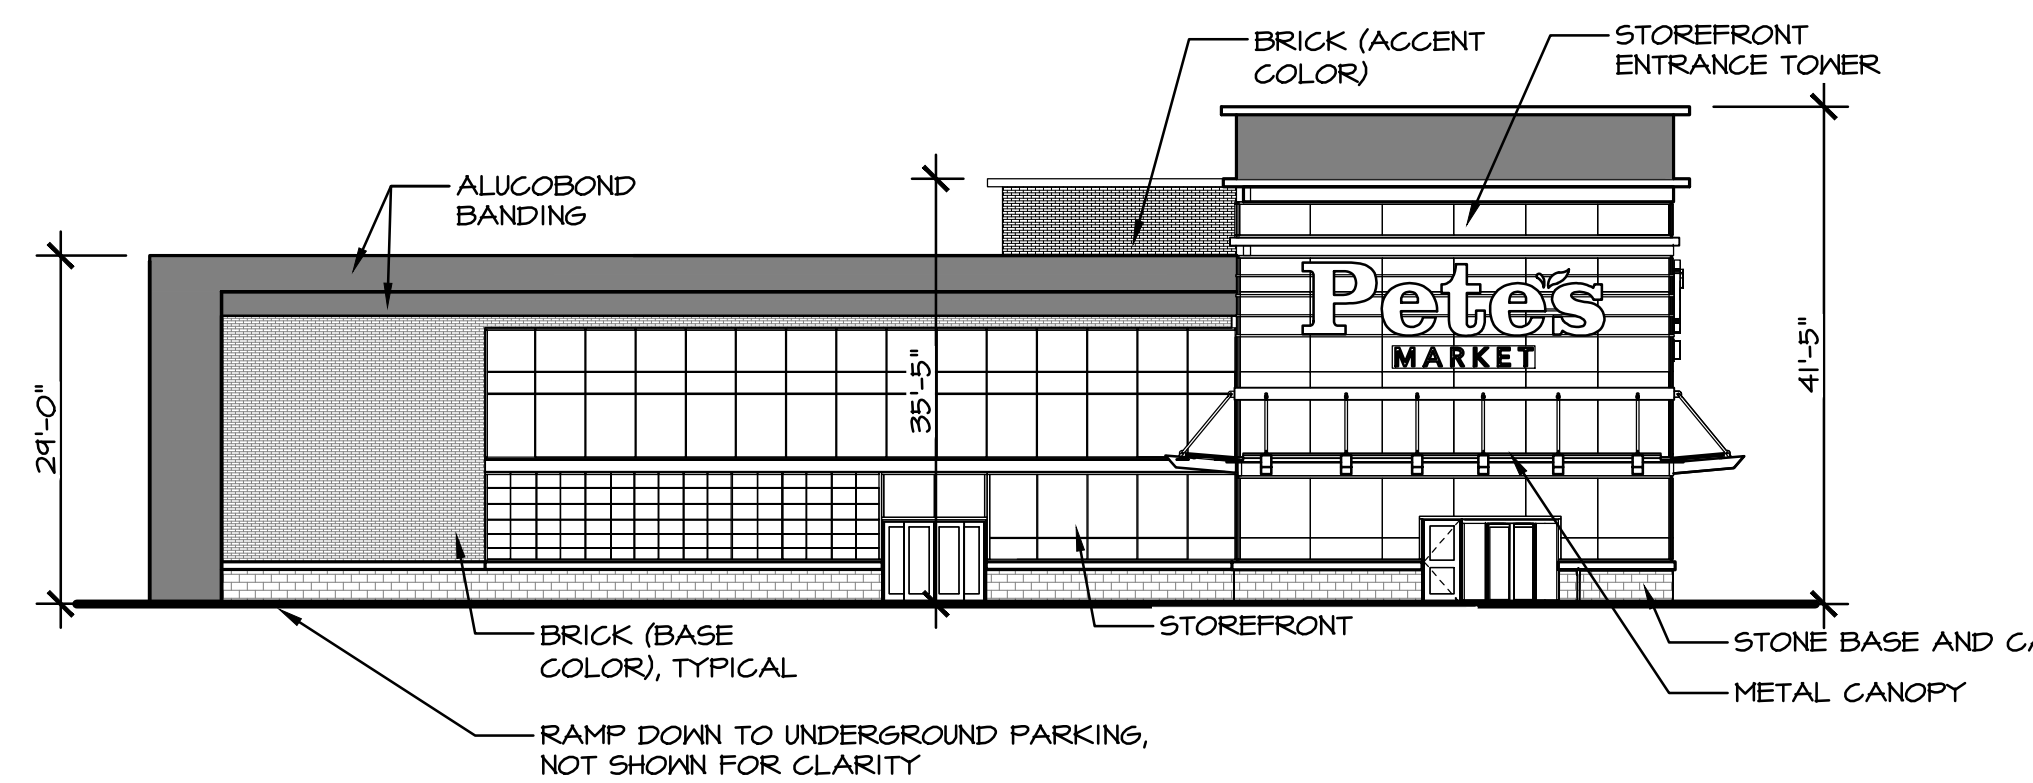 BRICK (ACCENT
COLOR)
STOREFRONT
ENTRANCE TOWER
ALUCOBOND
BANDING
29'-0"
35'-5"
41'-5"
Pete's
MARKET
BRICK (BASE
COLOR), TYPICAL
STOREFRONT
STONE BASE AND
METAL CANOPY
RAMP DOWN TO UNDERGROUND PARKING,
NOT SHOWN FOR CLARITY